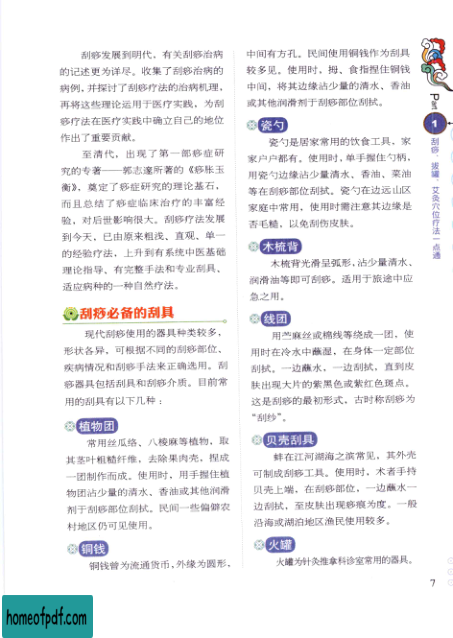 刮痧发展到明代，有关刮痧治病
的记述更为详尽。收集了刮痧治病的
病例，并探讨了刮痧疗法的治病机理，
再将这些理论运用于医疗实践，为刮
痧疗法在医疗实践中确立自己的地位
作出了重要贡献。
至清代，出现了第一部痧症研
究的专著——郭志邃所著的《痧胀玉
衡》，奠定了痧症研究的理论基石，
而且总结了痧症临床治疗的丰富经
验，对后世影响很大。刮痧疗法发展
到今天，已由原来粗浅、直观、单一
的经验疗法，上升到有系统中医基础
理论指导、有完整手法和专业刮具、
适应病种的一种自然疗法。
刮痧必备的刮具
现代刮痧使用的器具种类较多，
形状各异，可根据不同的刮痧部位、
疾病情况和刮痧手法来正确选用。刮
痧器具包括刮具和刮痧介质。目前常
用的刮具有以下几种：
植物团
常用丝瓜络、八棱麻等植物，取
其茎叶粗糙纤维，去除果肉壳，捏成
一团制作而成。使用时，用手握住植
物团沾少量的清水、香油或其他润滑
剂于刮痧部位刮拭。民间一些偏僻农
村地区仍可见使用。
铜钱
铜钱曾为流通货币，外缘为圆形，
中间有方孔。民间使用铜钱作为刮具
较多见。使用时，拇、食指捏住铜钱
中间，将其边缘沾少量的清水、香油
或其他润滑剂于刮痧部位刮拭。
瓷勺
瓷勺是居家常用的饮食工具，家
家户户都有。使用时，单手握住勺柄，
用瓷勺边缘沾少量清水、香油、菜油
等在刮痧部位刮拭。瓷勺在边远山区
家庭中常用，使用时需注意其边缘是
否毛糙，以免刮伤皮肤。
木梳背
木梳背光滑呈弧形，沾少量清水、
润滑油等即可刮痧。适用于旅途中应
急之用。
线团
用苎麻丝或棉线等绕成一团，使
用时在冷水中蘸湿，在身体一定部位
刮拭。一边蘸水，一边刮拭，直到皮
肤出现大片的紫黑色或紫红色斑点。
这是刮痧的最初形式，古时称刮痧为
“刮纱”。
贝壳刮具
蚌在江河湖海之滨常见，其外壳
可制成刮痧工具。使用时，术者手持
贝壳上端，在刮痧部位，一边蘸水一
边刮拭，至皮肤出现痧痕为度。一般
沿海或湖泊地区渔民使用较多。
火罐
火罐为针灸推拿科诊室常用的器具，
Part
1
刮痧、拔罐、艾灸穴位疗法一点通
7
homeofpdf.com